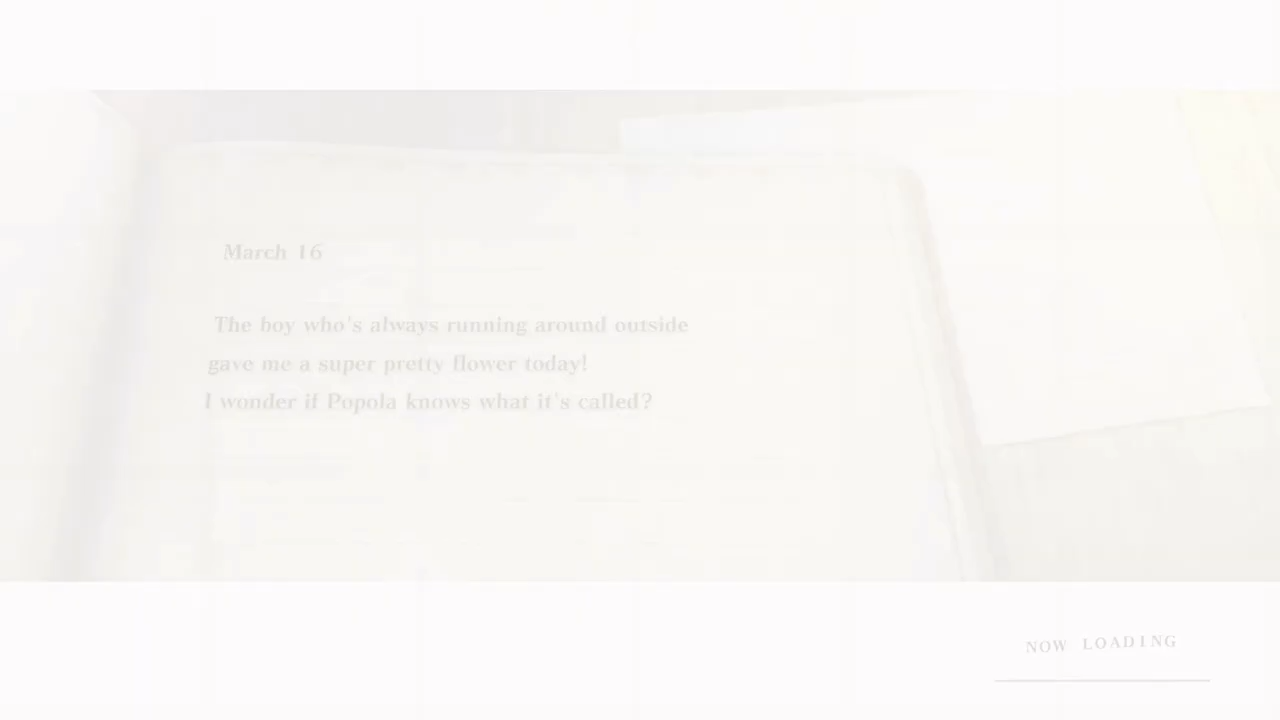 March 16
The boy who's always running around outside
gave me a super pretty flower today!
I wonder if Popola knows what it's called?
NOW LOADING